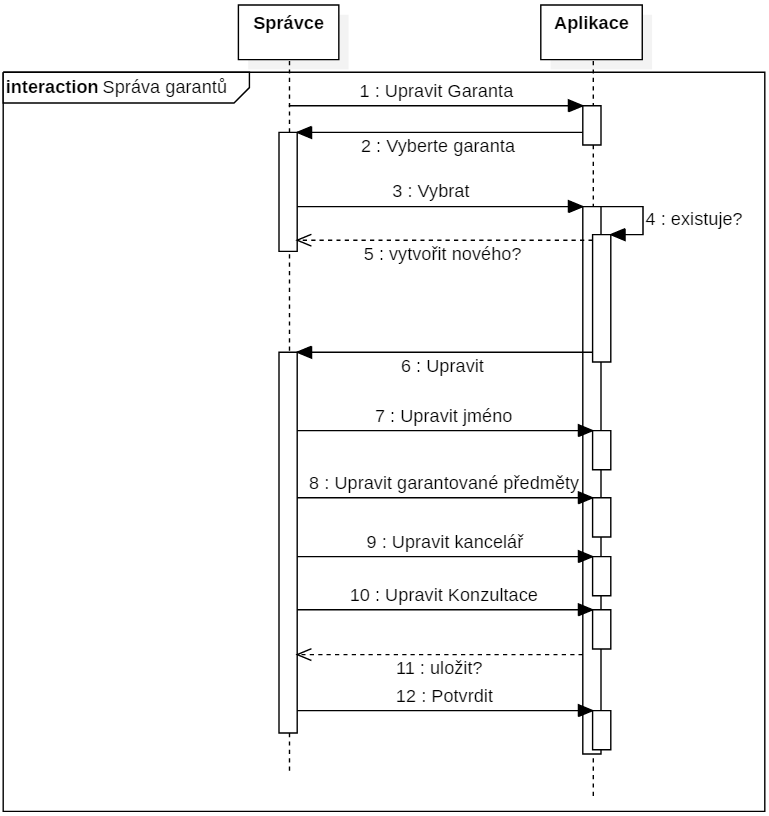 Správce
Aplikace
interaction Správa garantů
1 : Upravit Garanta
2 : Vyberte garanta
3 : Vybrat
4 : existuje?
5 : vytvořit nového?
6 : Upravit
7 : Upravit jméno
8 : Upravit garantované předměty
9 : Upravit kancelář
10 : Upravit Konzultace
11 : uložit?
12 : Potvrdit